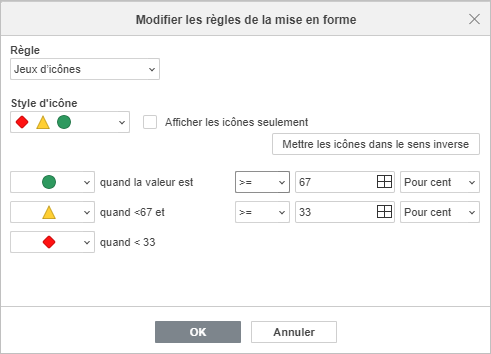 Modifier les règles de la mise en forme
Règle
Jeux d'icônes
Style d'icône
Afficher les icônes seulement
Mettre les icônes dans le sens inverse
quand la valeur est >= 67 Pour cent
quand <67 et >= 33 Pour cent
quand < 33
OK Annuler